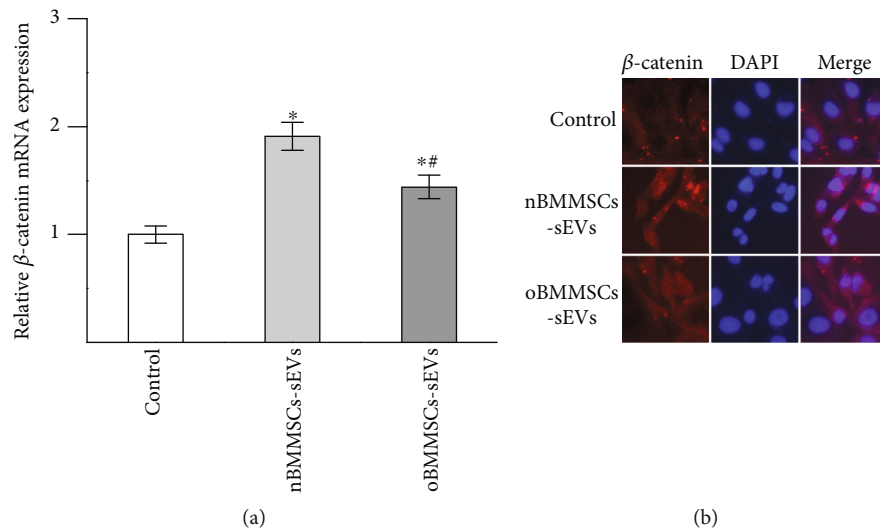 Relative β-catenin mRNA expression
3
2
1
*
*#
Control
nBMMSCs-sEVs
oBMMSCs-sEVs
(a)
β-catenin DAPI Merge
Control
nBMMSCs
-sEVs
oBMMSCs
-sEVs
(b)